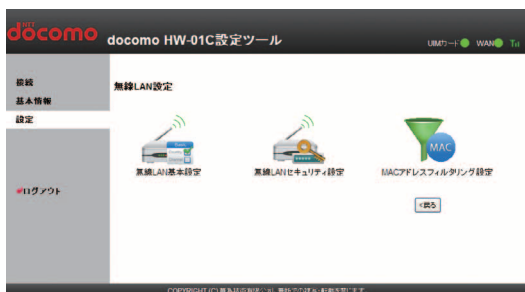 NTT
döcomo
docomo HW-01C設定ツール
UIMカード WAN
接続
基本情報
設定
ログアウト
無線LAN設定
無線LAN基本設定
無線LANセキュリティ設定
MAC
MACアドレスフィルタリング設定
<戻る
COPYRIGHT (C)